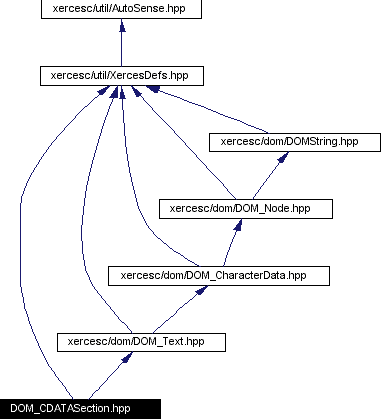 xercesc/util/AutoSense.hpp
xercesc/util/XercesDefs.hpp
xercesc/dom/DOMString.hpp
xercesc/dom/DOM_Node.hpp
xercesc/dom/DOM_CharacterData.hpp
xercesc/dom/DOM_Text.hpp
DOM_CDATASection.hpp